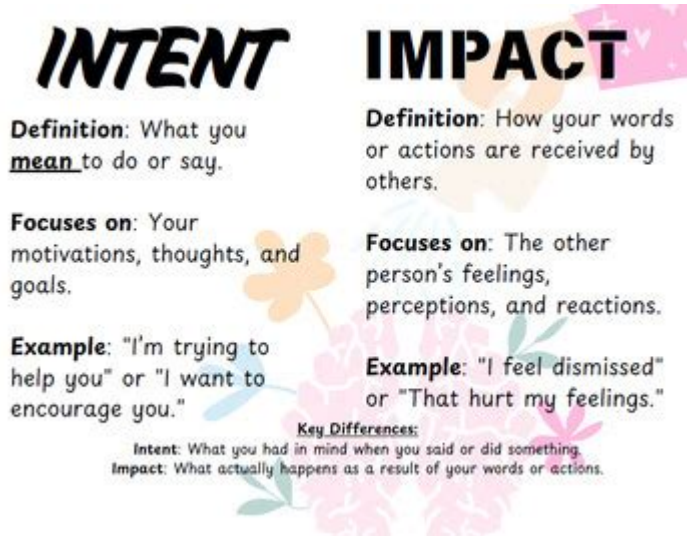 INTENT
Definition: What you
mean to do or say.
Focuses on: Your
motivations, thoughts, and
goals.
Example: "I'm trying to
help you" or "I want to
encourage you."
IMPACT
Definition: How your words
or actions are received by
others.
Focuses on: The other
person's feelings,
perceptions, and reactions.
Example: "I feel dismissed"
or "That hurt my feelings."
Key Differences:
Intent: What you had in mind when you said or did something.
Impact: What actually happens as a result of your words or actions.